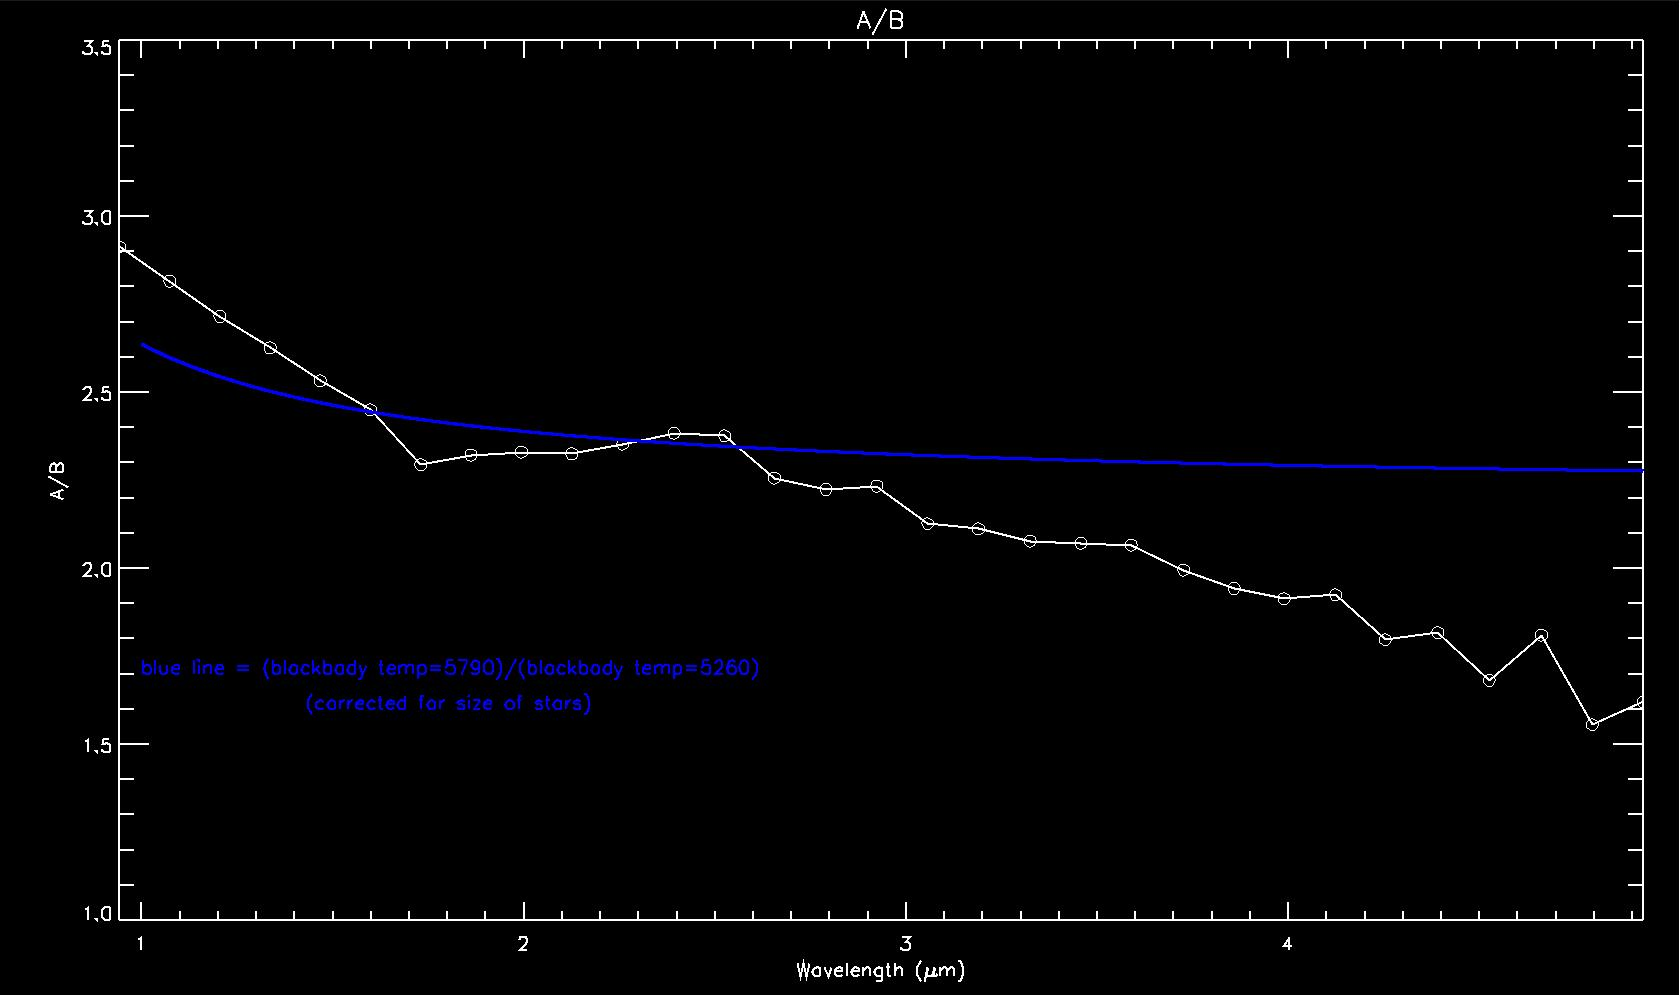 A/B
3.5
3.0
2.5
2.0
1.5
1.0
A/B
blue line = (blackbody temp=5790)/(blackbody temp=5260)
(corrected for size of stars)
1 2 3 4
Wavelength (μm)